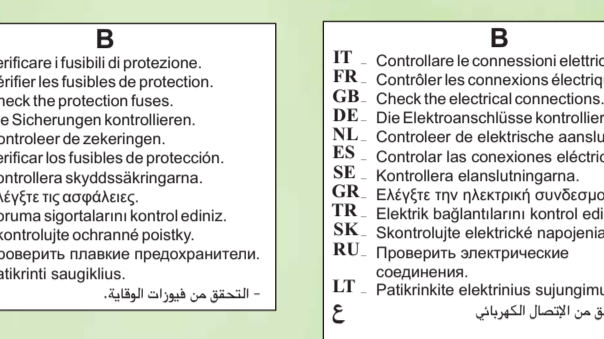 B
erificare i fusibili di protezione.
érifier les fusibles de protection.
heck the protection fuses.
e Sicherungen kontrollieren.
ontroleer de zekeringen.
erificar los fusibles de protección.
ontrollera skyddssäkringarna.
λέγξτε τις ασφάλειες.
oruma sigortalarını kontrol ediniz.
kontrolujte ochranné poistky.
роверить плавкие предохранители.
atikrinti saugiklius.
- التحقق من فيوزات الوقاية.
B
IT - Controllare le connessioni elettric
FR - Contrôler les connexions électriqu
GB - Check the electrical connections.
DE - Die Elektroanschlüsse kontrollier
NL - Controleer de elektrische aanslu
ES - Controlar las conexiones eléctric
SE - Kontrollera elanslutningarna.
GR - Ελέγξτε την ηλεκτρική συνδεσμο
TR - Elektrik bağlantılarını kontrol edi
SK - Skontrolujte elektrické napojenia
RU - Проверить электрические
соединения.
LT - Patikrinkite elektrinius sujungimu
ع ق من الإتصال الكهربائي